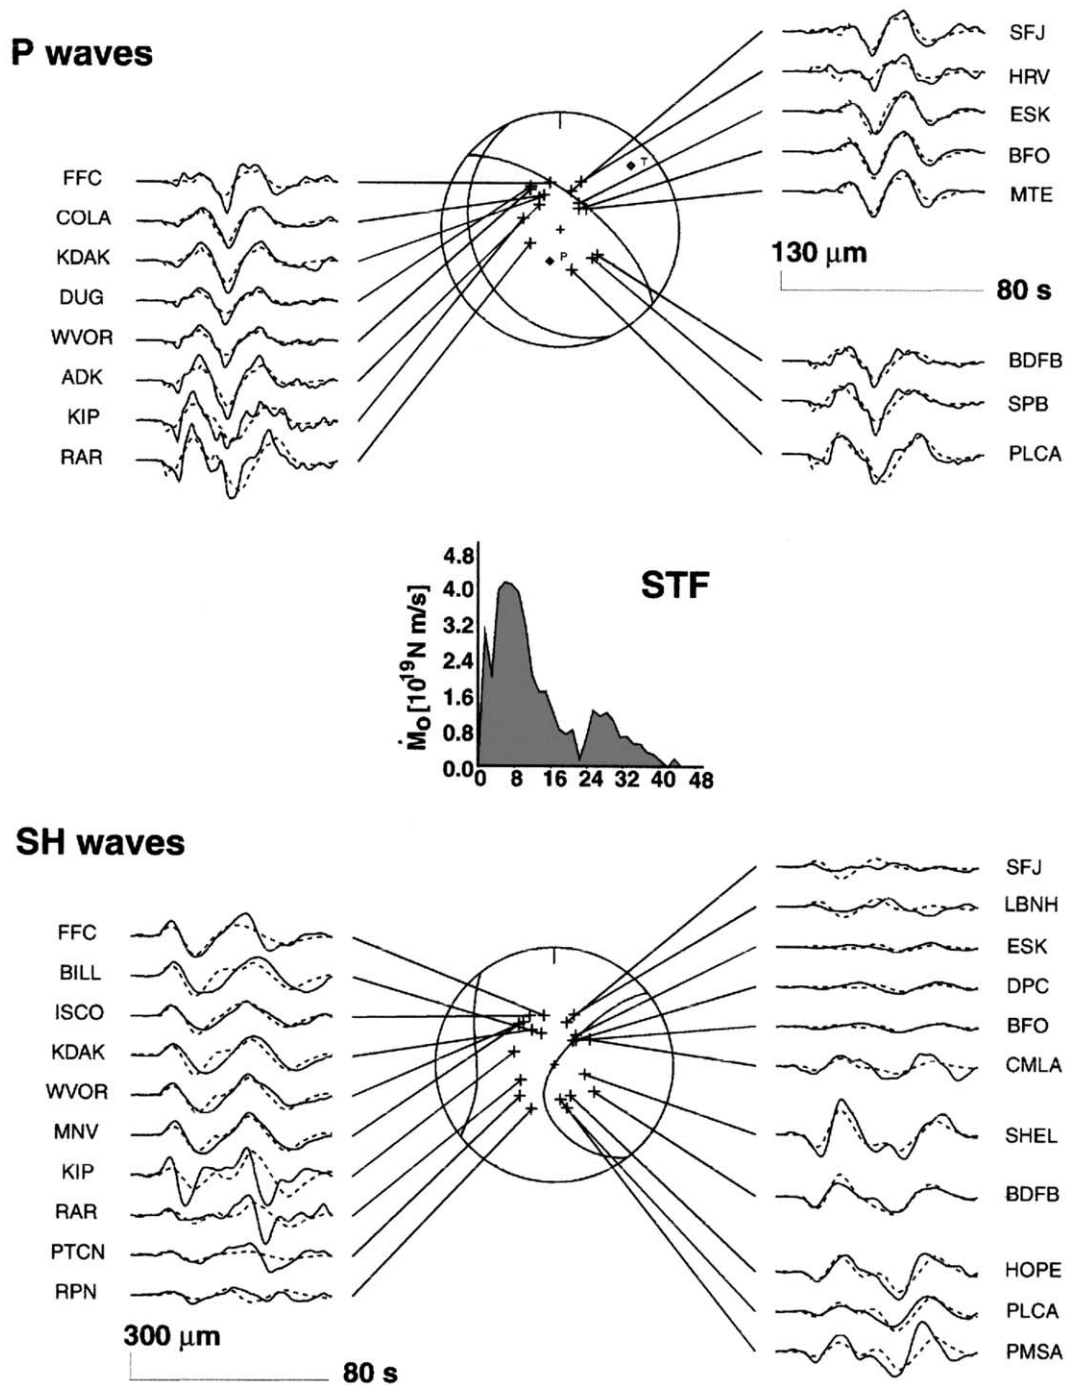 P waves
FFC
COLA
KDAK
DUG
WVOR
ADK
KIP
RAR
T
P
SFJ
HRV
ESK
BFO
MTE
130 μm
80 s
BDFB
SPB
PLCA
STF
Ṁo[10¹⁹N m/s]
4.8
4.0
3.2
2.4
1.6
0.8
0.0
0 8 16 24 32 40 48
SH waves
FFC
BILL
ISCO
KDAK
WVOR
MNV
KIP
RAR
PTCN
RPN
300 μm
80 s
SFJ
LBNH
ESK
DPC
BFO
CMLA
SHEL
BDFB
HOPE
PLCA
PMSA